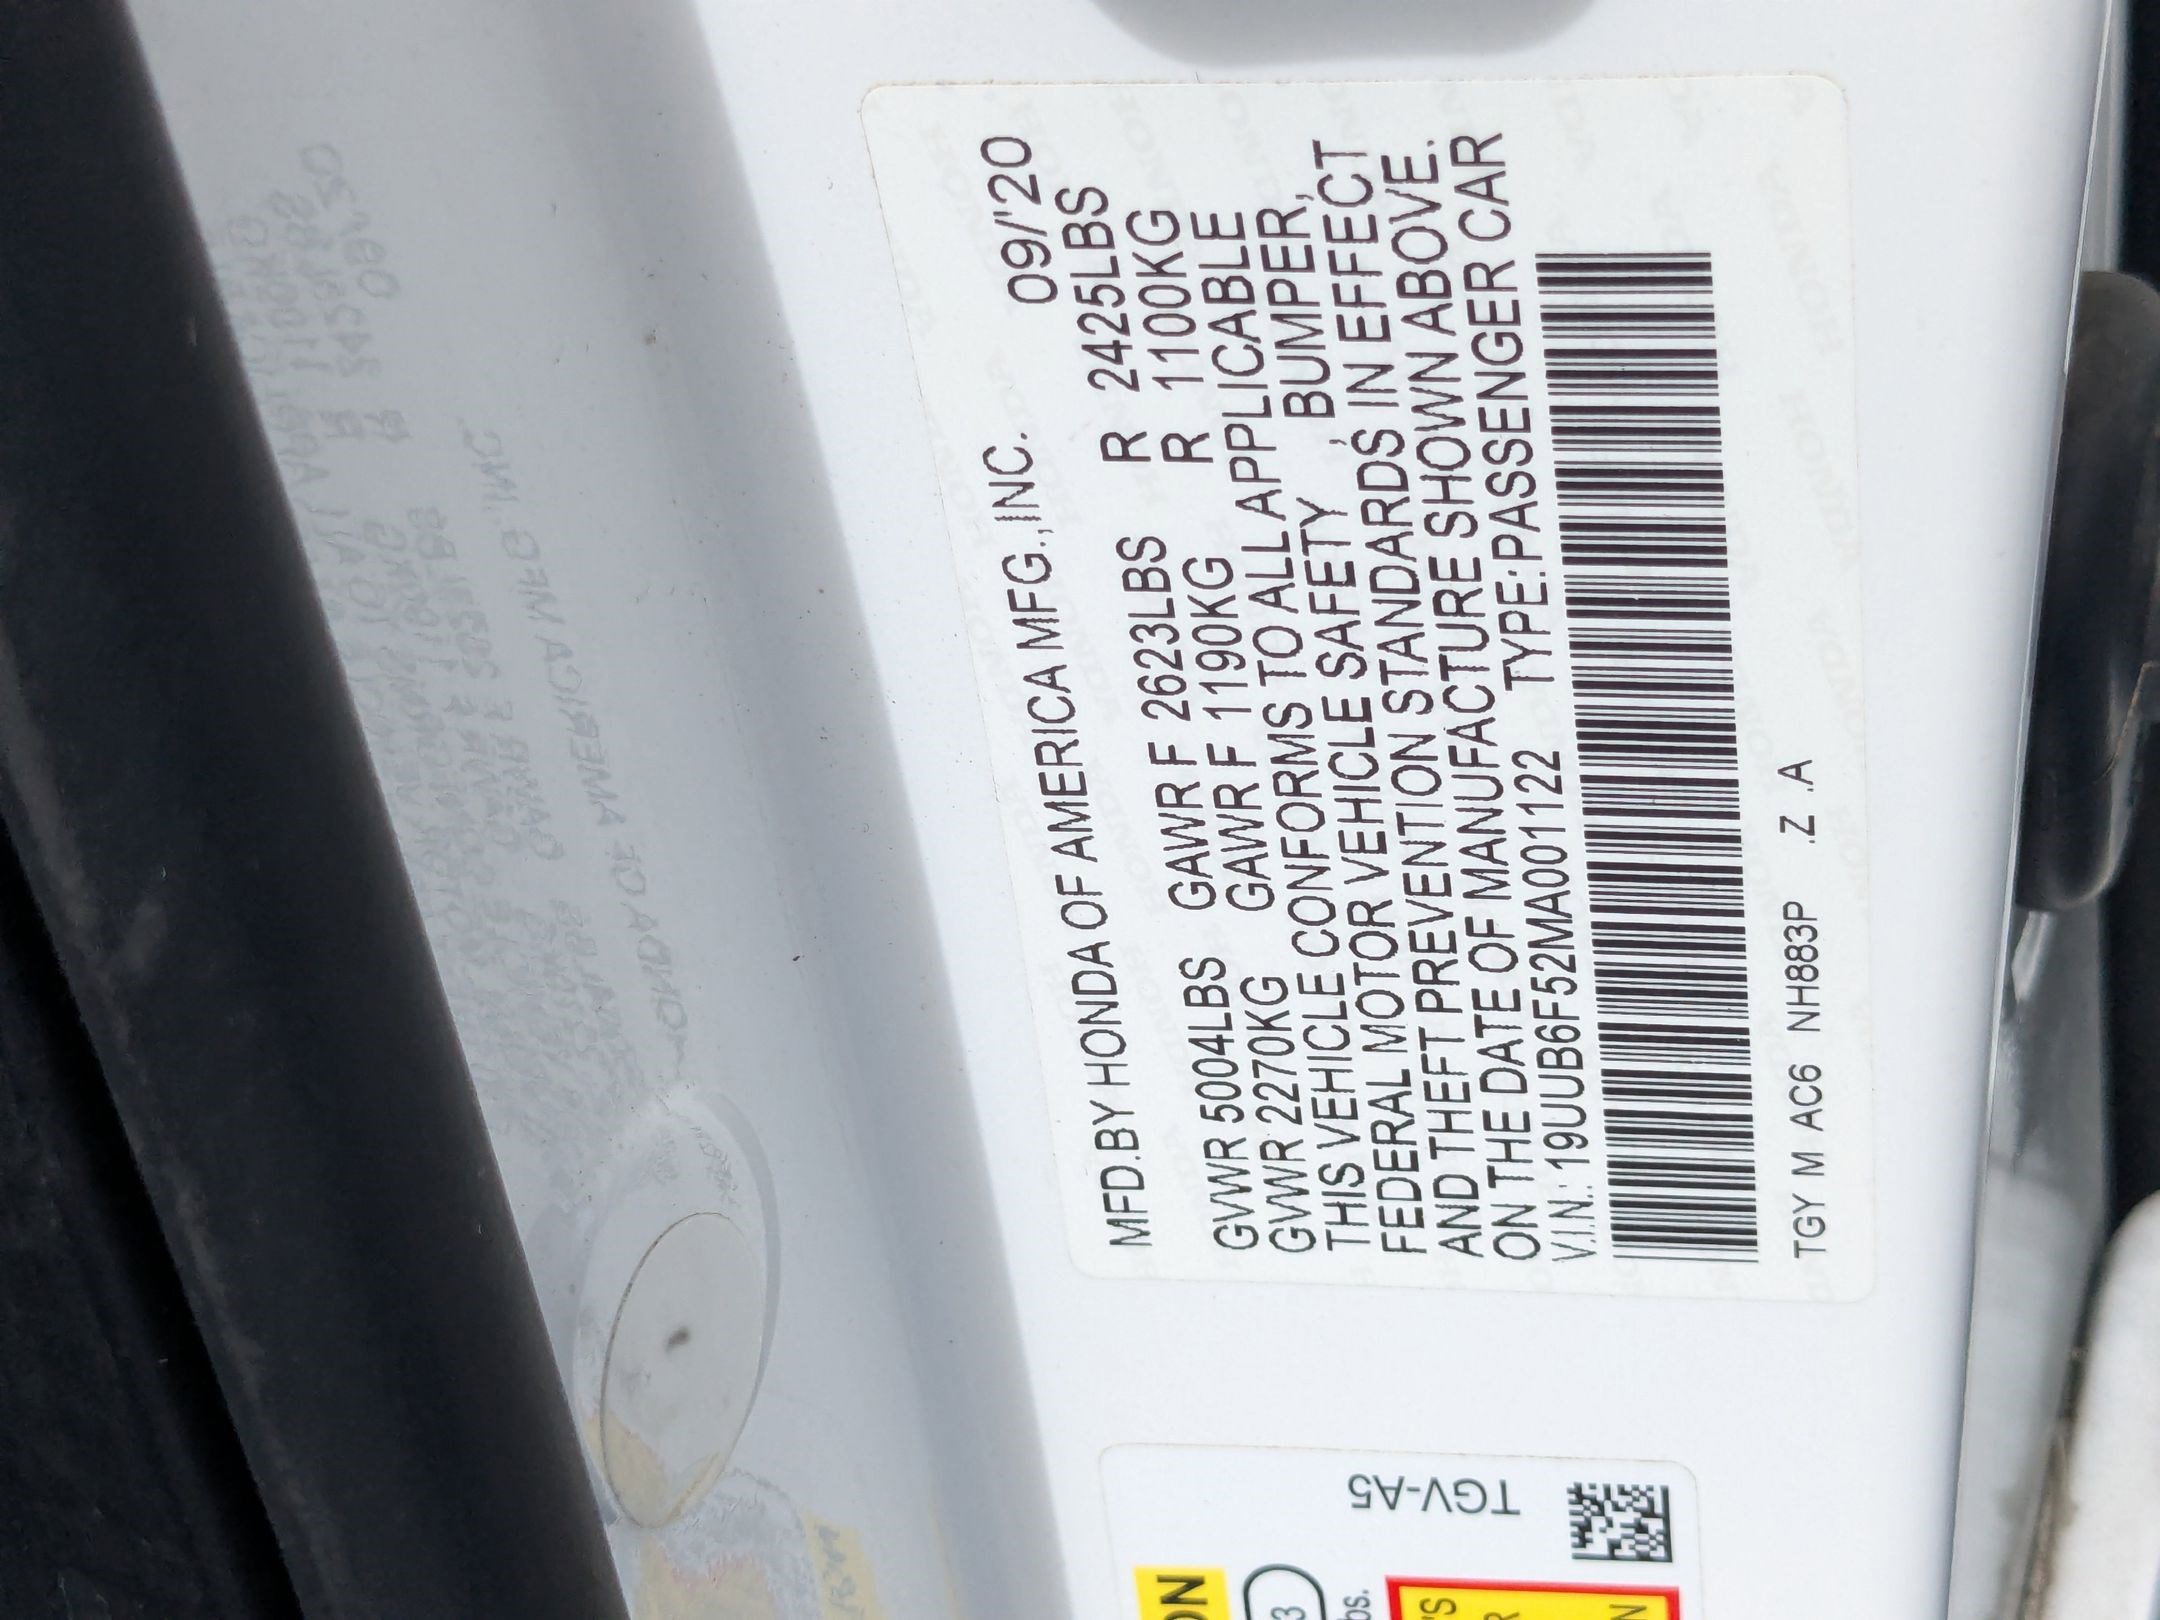 MFD.BY HONDA OF AMERICA MFG.,INC. 09/'20
GVWR 5004LBS GAWR F 2623LBS R 2425LBS
GVWR 2270KG GAWR F 1190KG R 1100KG
THIS VEHICLE CONFORMS TO ALL APPLICABLE
FEDERAL MOTOR VEHICLE SAFETY, BUMPER,
AND THEFT PREVENTION STANDARDS IN EFFECT
ON THE DATE OF MANUFACTURE SHOWN ABOVE.
V.I.N.: 19UUB6F52MA001122 TYPE:PASSENGER CAR
TGY M AC6 NH883P .Z .A
TGV-A5